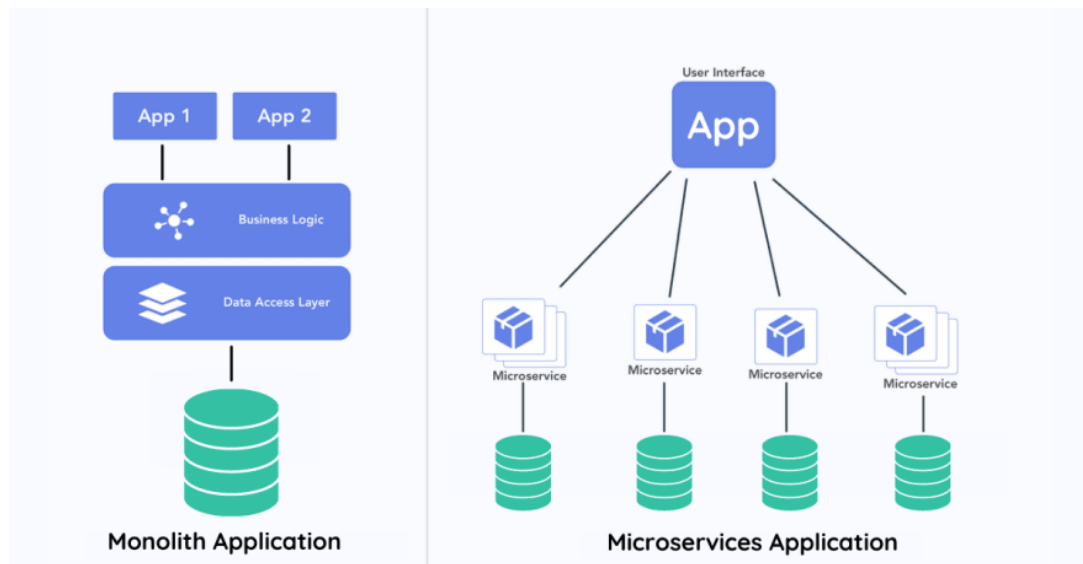 App 1
App 2
Business Logic
Data Access Layer
Monolith Application
User Interface
App
Microservice
Microservice
Microservice
Microservice
Microservices Application